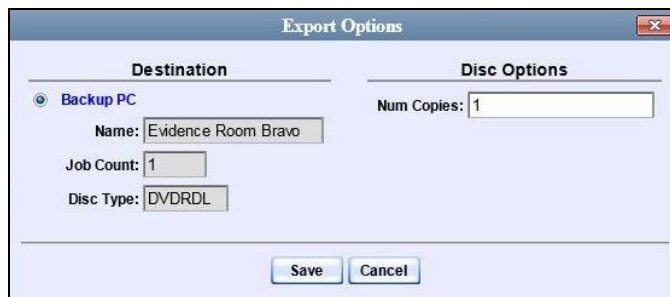 Export Options
Destination
Backup PC
Name: Evidence Room Bravo
Job Count: 1
Disc Type: DVDRDL
Disc Options
Num Copies: 1
Save Cancel